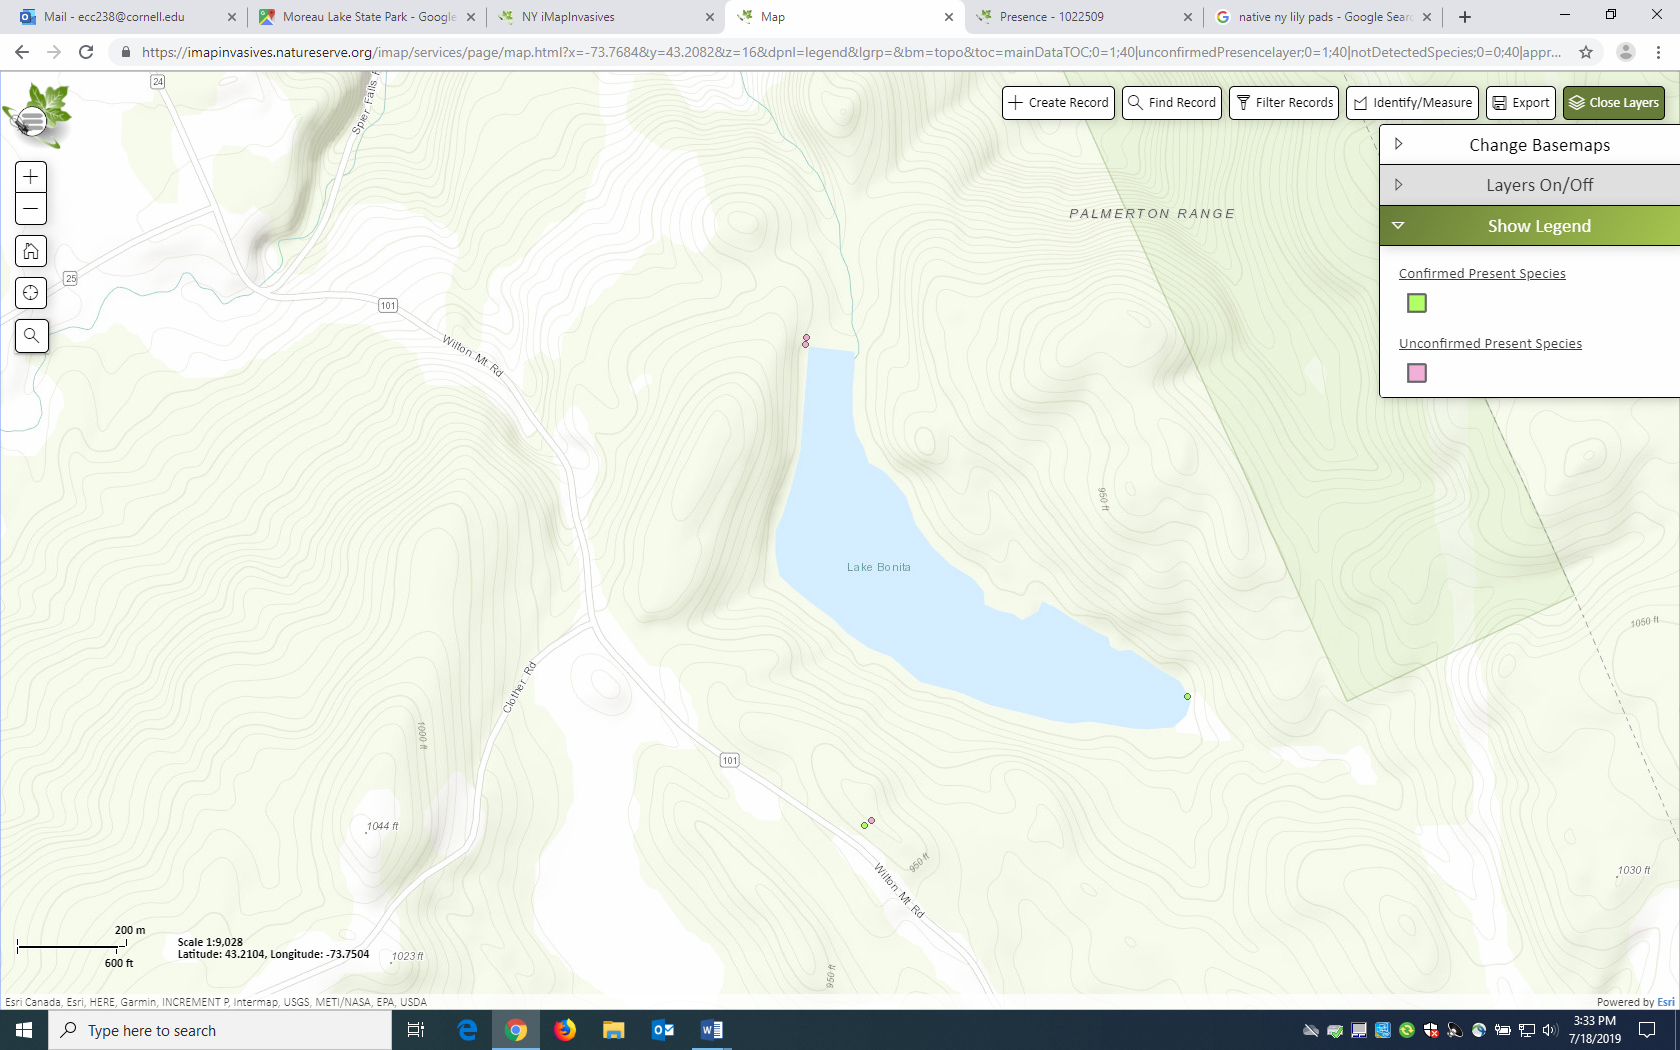 Mail - ecc238@cornell.edu
Moreau Lake State Park - Google
NY iMapInvasives
Map
Presence - 1022509
native ny lily pads - Google Searc
https://imapinvasives.natureserve.org/imap/services/page/map.html?x=-73.7684&y=43.2082&z=16&dpnl=legend&lgrp=&bm=topo&toc=mainDataTOC;0=1;40|unconfirmedPresencelayer;0=1;40|notDetectedSpecies;0=0;40|appr...
Create Record
Find Record
Filter Records
Identify/Measure
Export
Close Layers
Change Basemaps
Layers On/Off
Show Legend
Confirmed Present Species
Unconfirmed Present Species
24
Spier Falls R
PALMERTON RANGE
25
101
Wilton Mt Rd
950 ft
Lake Bonita
1050 ft
Clother Rd
1000 ft
101
1044 ft
950 ft
Wilton Mt Rd
1030 ft
1023 ft
950 ft
200 m
600 ft
Scale 1:9,028
Latitude: 43.2104, Longitude: -73.7504
Esri Canada, Esri, HERE, Garmin, INCREMENT P, Intermap, USGS, METI/NASA, EPA, USDA
Powered by Esri
Type here to search
3:33 PM
7/18/2019